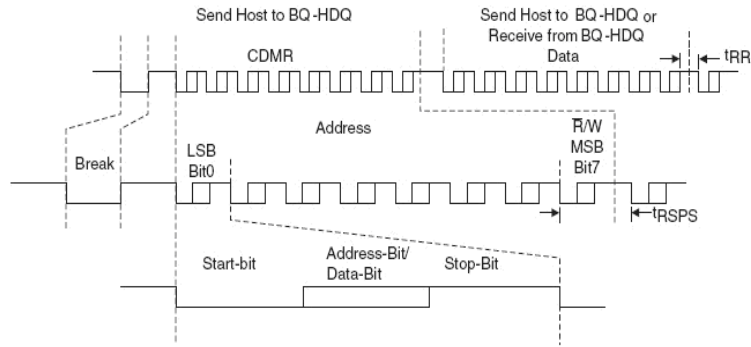 Send Host to BQ-HDQ
Send Host to BQ-HDQ or
Receive from BQ-HDQ
CDMR
Data
tRR
Address
R̅/W
Break
LSB
Bit0
MSB
Bit7
tRSPS
Start-bit
Address-Bit/
Data-Bit
Stop-Bit